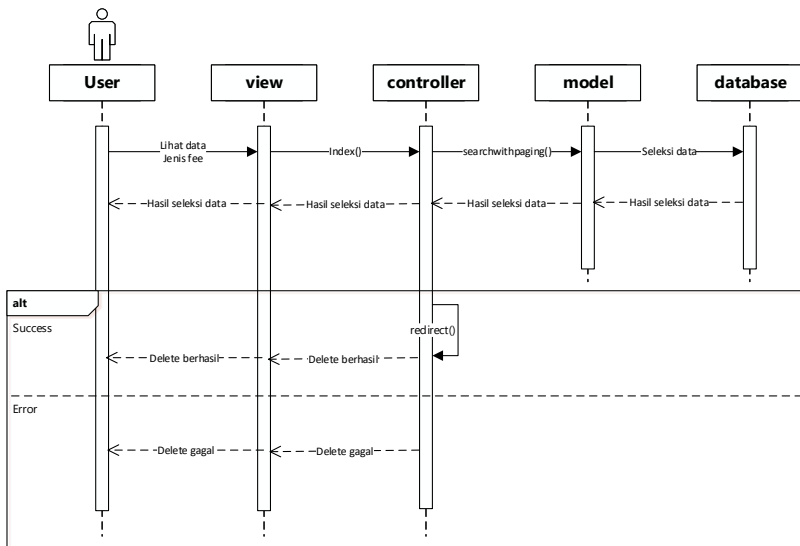 User
view
controller
model
database
Lihat data
Jenis fee
Index()
searchwithpaging()
Seleksi data
Hasil seleksi data
Hasil seleksi data
Hasil seleksi data
Hasil seleksi data
alt
Success
redirect()
Delete berhasil
Delete berhasil
Error
Delete gagal
Delete gagal